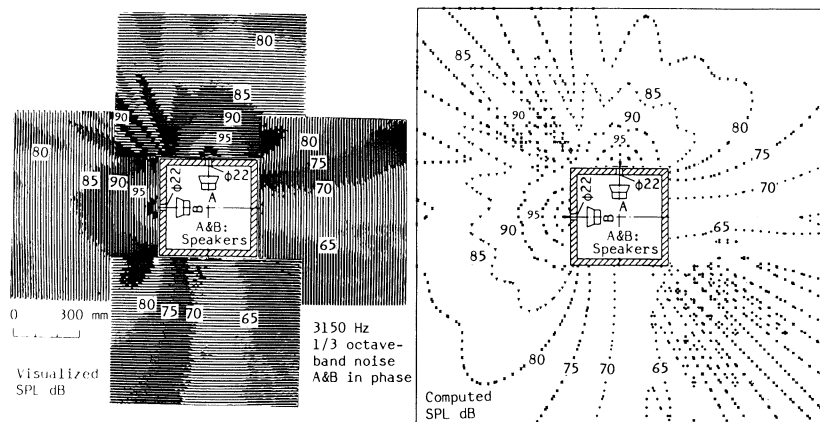 80
85
90
90
95
80
75
70
80
85
90
95
φ22
φ22
A
B
A&B:
Speakers
65
80
75
70
65
0 300 mm
3150 Hz
1/3 octave-
band noise
A&B in phase
Visualized
SPL dB
85
85
90
90
95
80
75
70
φ22
φ22
A
B
95
A&B:
Speakers
90
85
65
80
75
70
65
60
Computed
SPL dB